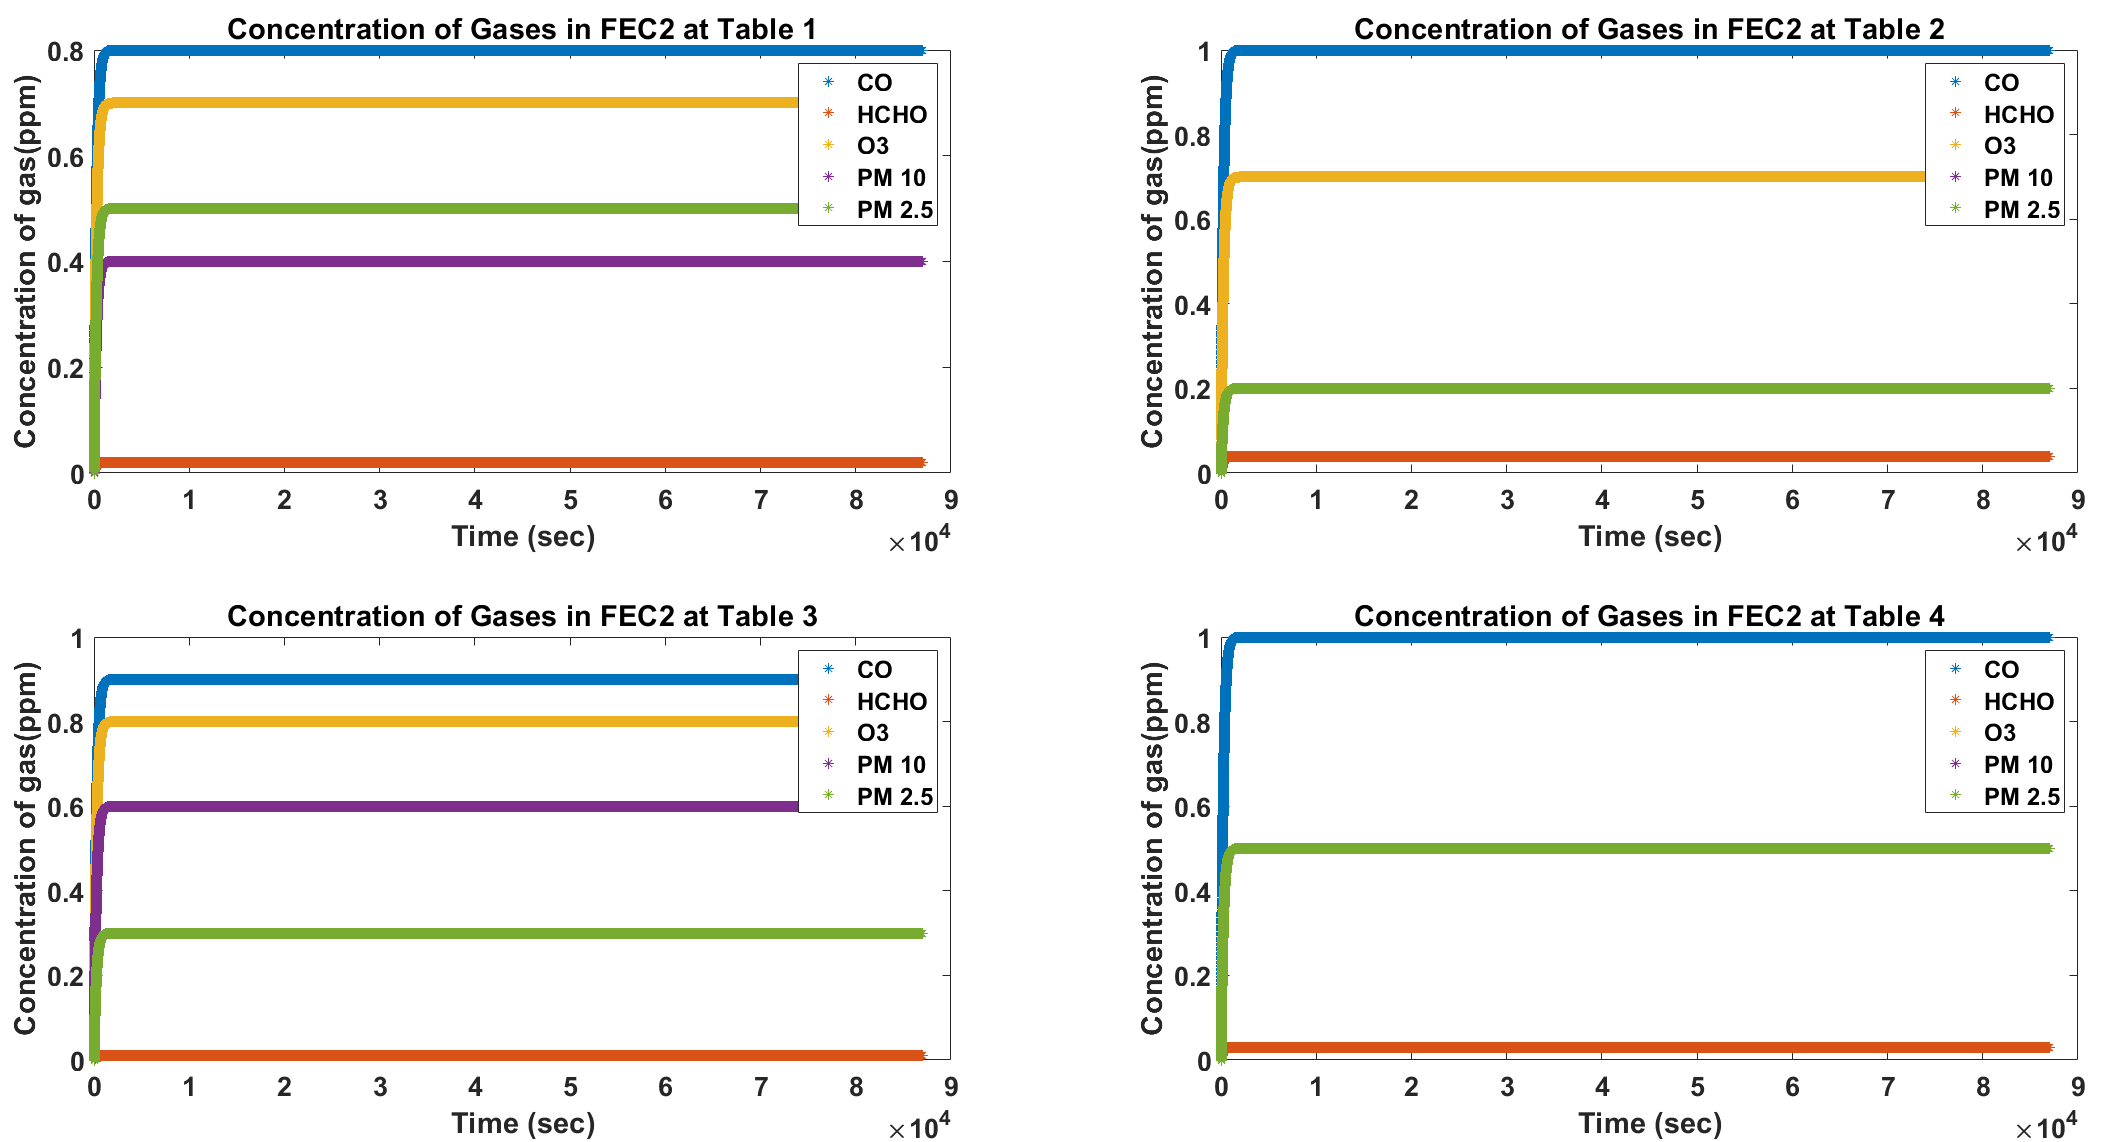 Concentration of Gases in FEC2 at Table 1
Concentration of gas(ppm)
0.8
0.6
0.4
0.2
0
0 1 2 3 4 5 6 7 8 9
Time (sec)
×10^4
CO
HCHO
O3
PM 10
PM 2.5
Concentration of Gases in FEC2 at Table 2
Concentration of gas(ppm)
1
0.8
0.6
0.4
0.2
0
0 1 2 3 4 5 6 7 8 9
Time (sec)
×10^4
CO
HCHO
O3
PM 10
PM 2.5
Concentration of Gases in FEC2 at Table 3
Concentration of gas(ppm)
1
0.8
0.6
0.4
0.2
0
0 1 2 3 4 5 6 7 8 9
Time (sec)
×10^4
CO
HCHO
O3
PM 10
PM 2.5
Concentration of Gases in FEC2 at Table 4
Concentration of gas(ppm)
1
0.8
0.6
0.4
0.2
0
0 1 2 3 4 5 6 7 8 9
Time (sec)
×10^4
CO
HCHO
O3
PM 10
PM 2.5